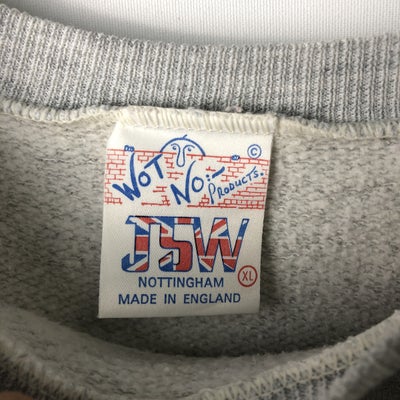 ©
WOT NO:- PRODUCTS.
JSW
XL
NOTTINGHAM
MADE IN ENGLAND